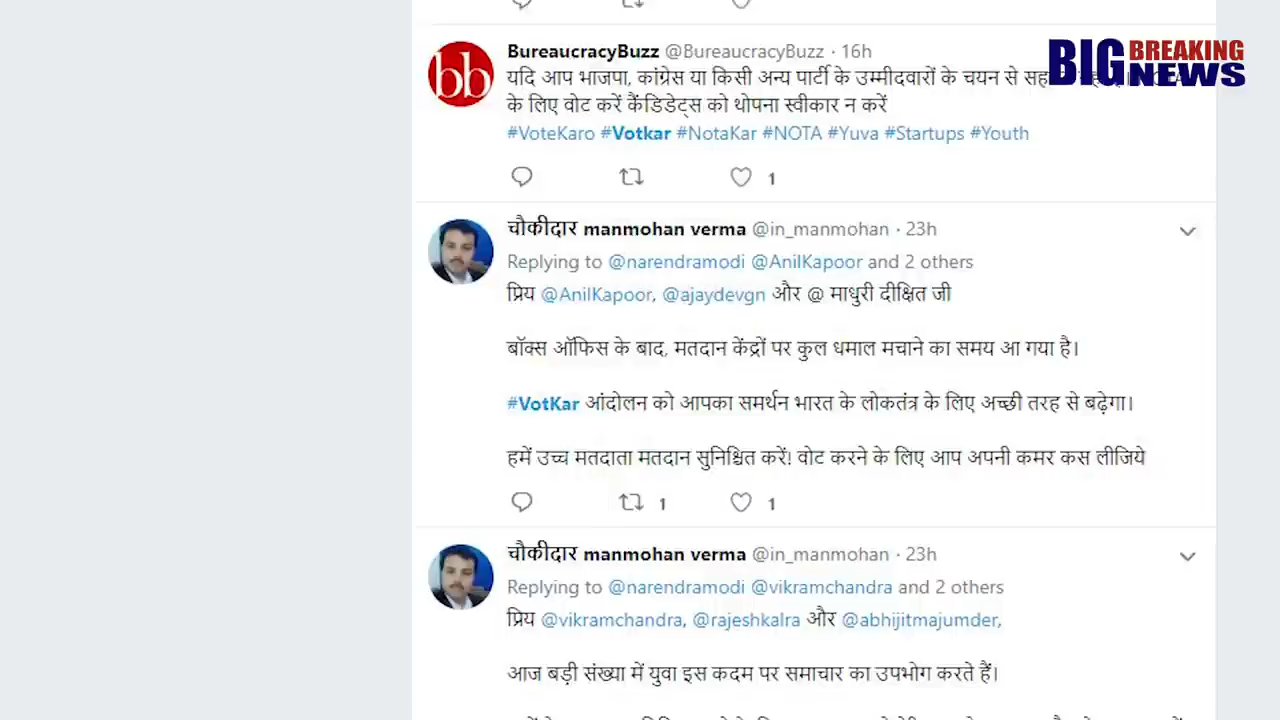 BureaucracyBuzz @BureaucracyBuzz · 16h
BIG BREAKING NEWS
यदि आप भाजपा, कांग्रेस या किसी अन्य पार्टी के उम्मीदवारों के चयन से
के लिए वोट करें कैंडिडेट्स को थोपना स्वीकार न करें
#VoteKaro #Votkar #NotaKar #NOTA #Yuva #Startups #Youth
1
चौकीदार manmohan verma @in_manmohan · 23h
Replying to @narendramodi @AnilKapoor and 2 others
प्रिय @AnilKapoor, @ajaydevgn और @ माधुरी दीक्षित जी
बॉक्स ऑफिस के बाद, मतदान केंद्रों पर कुल धमाल मचाने का समय आ गया है।
#VotKar आंदोलन को आपका समर्थन भारत के लोकतंत्र के लिए अच्छी तरह से बढ़ेगा।
हमें उच्च मतदाता मतदान सुनिश्चित करें! वोट करने के लिए आप अपनी कमर कस लीजिये
1 1
चौकीदार manmohan verma @in_manmohan · 23h
Replying to @narendramodi @vikramchandra and 2 others
प्रिय @vikramchandra, @rajeshkalra और @abhijitmajumder,
आज बड़ी संख्या में युवा इस कदम पर समाचार का उपभोग करते हैं।